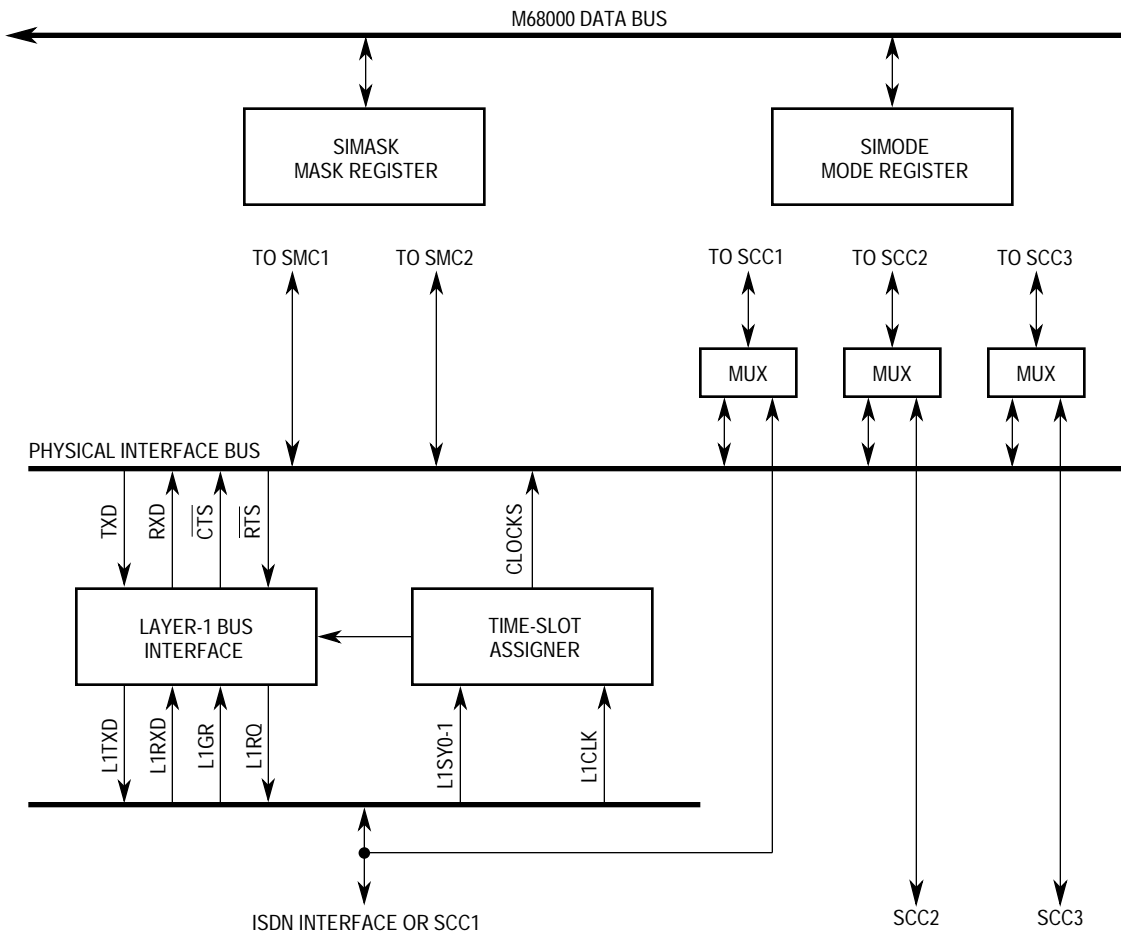 M68000 DATA BUS
SIMASK
MASK REGISTER
SIMODE
MODE REGISTER
TO SMC1
TO SMC2
TO SCC1
TO SCC2
TO SCC3
MUX
MUX
MUX
PHYSICAL INTERFACE BUS
TXD
RXD
CTS
RTS
CLOCKS
LAYER-1 BUS
INTERFACE
TIME-SLOT
ASSIGNER
L1TXD
L1RXD
L1GR
L1RQ
L1SY0-1
L1CLK
ISDN INTERFACE OR SCC1
SCC2
SCC3